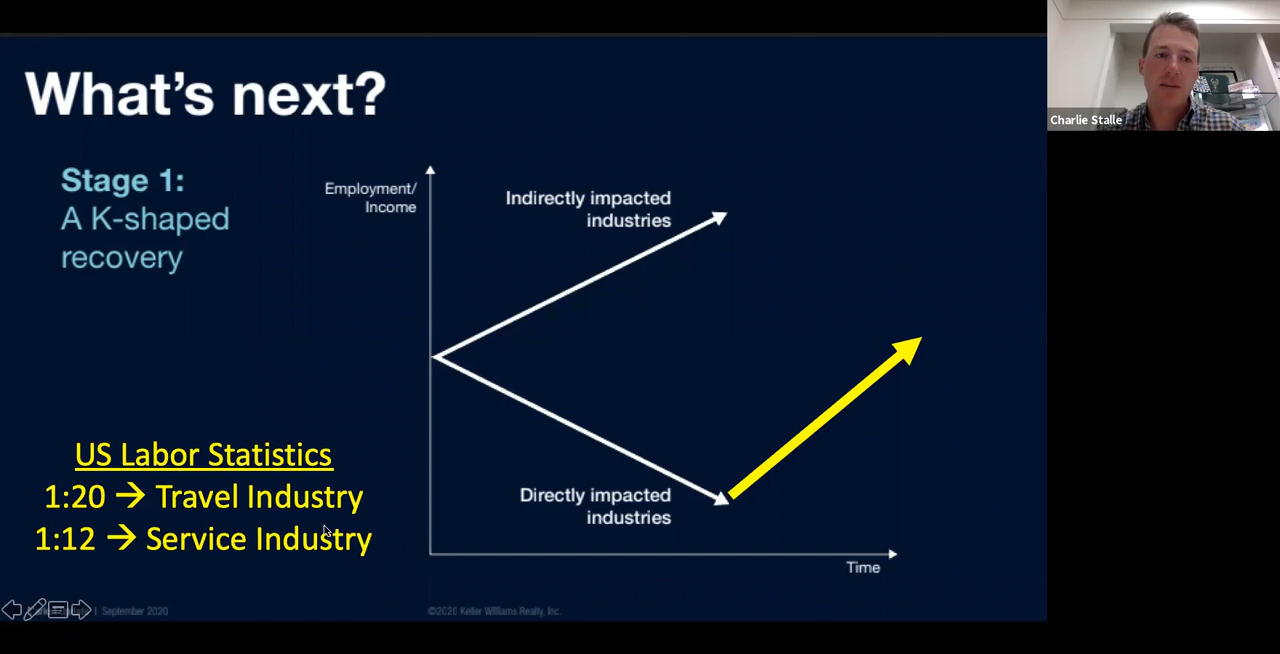 What's next?
Stage 1:
A K-shaped
recovery
Employment/
Income
Indirectly impacted
industries
Directly impacted
industries
Time
US Labor Statistics
1:20 → Travel Industry
1:12 → Service Industry
| September 2020
©2020 Keller Williams Realty, Inc.
Charlie Stalle